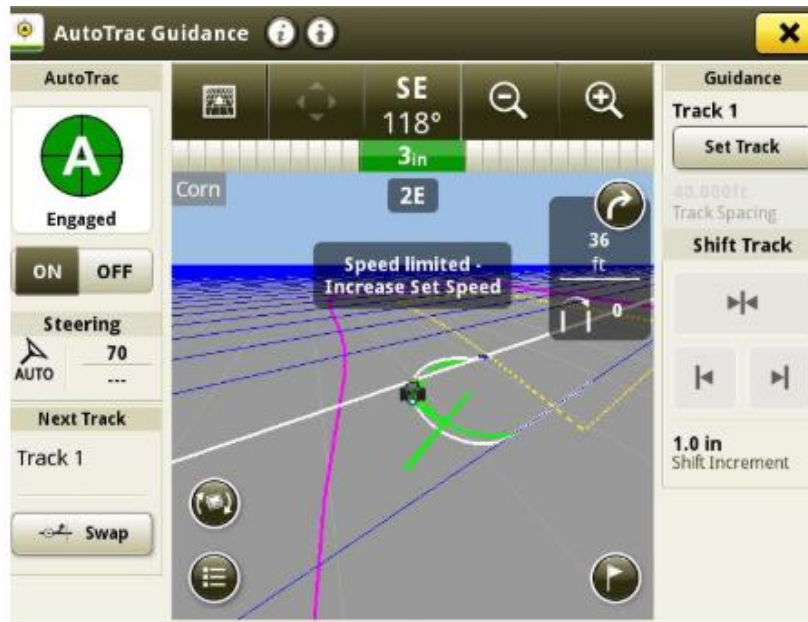 AutoTrac Guidance i i
AutoTrac
A
Engaged
ON OFF
Steering
AUTO 70
---
Next Track
Track 1
Swap
SE
118°
3in
Corn
2E
Speed limited -
Increase Set Speed
36
ft
0
Guidance
Track 1
Set Track
40.000ft
Track Spacing
Shift Track
1.0 in
Shift Increment